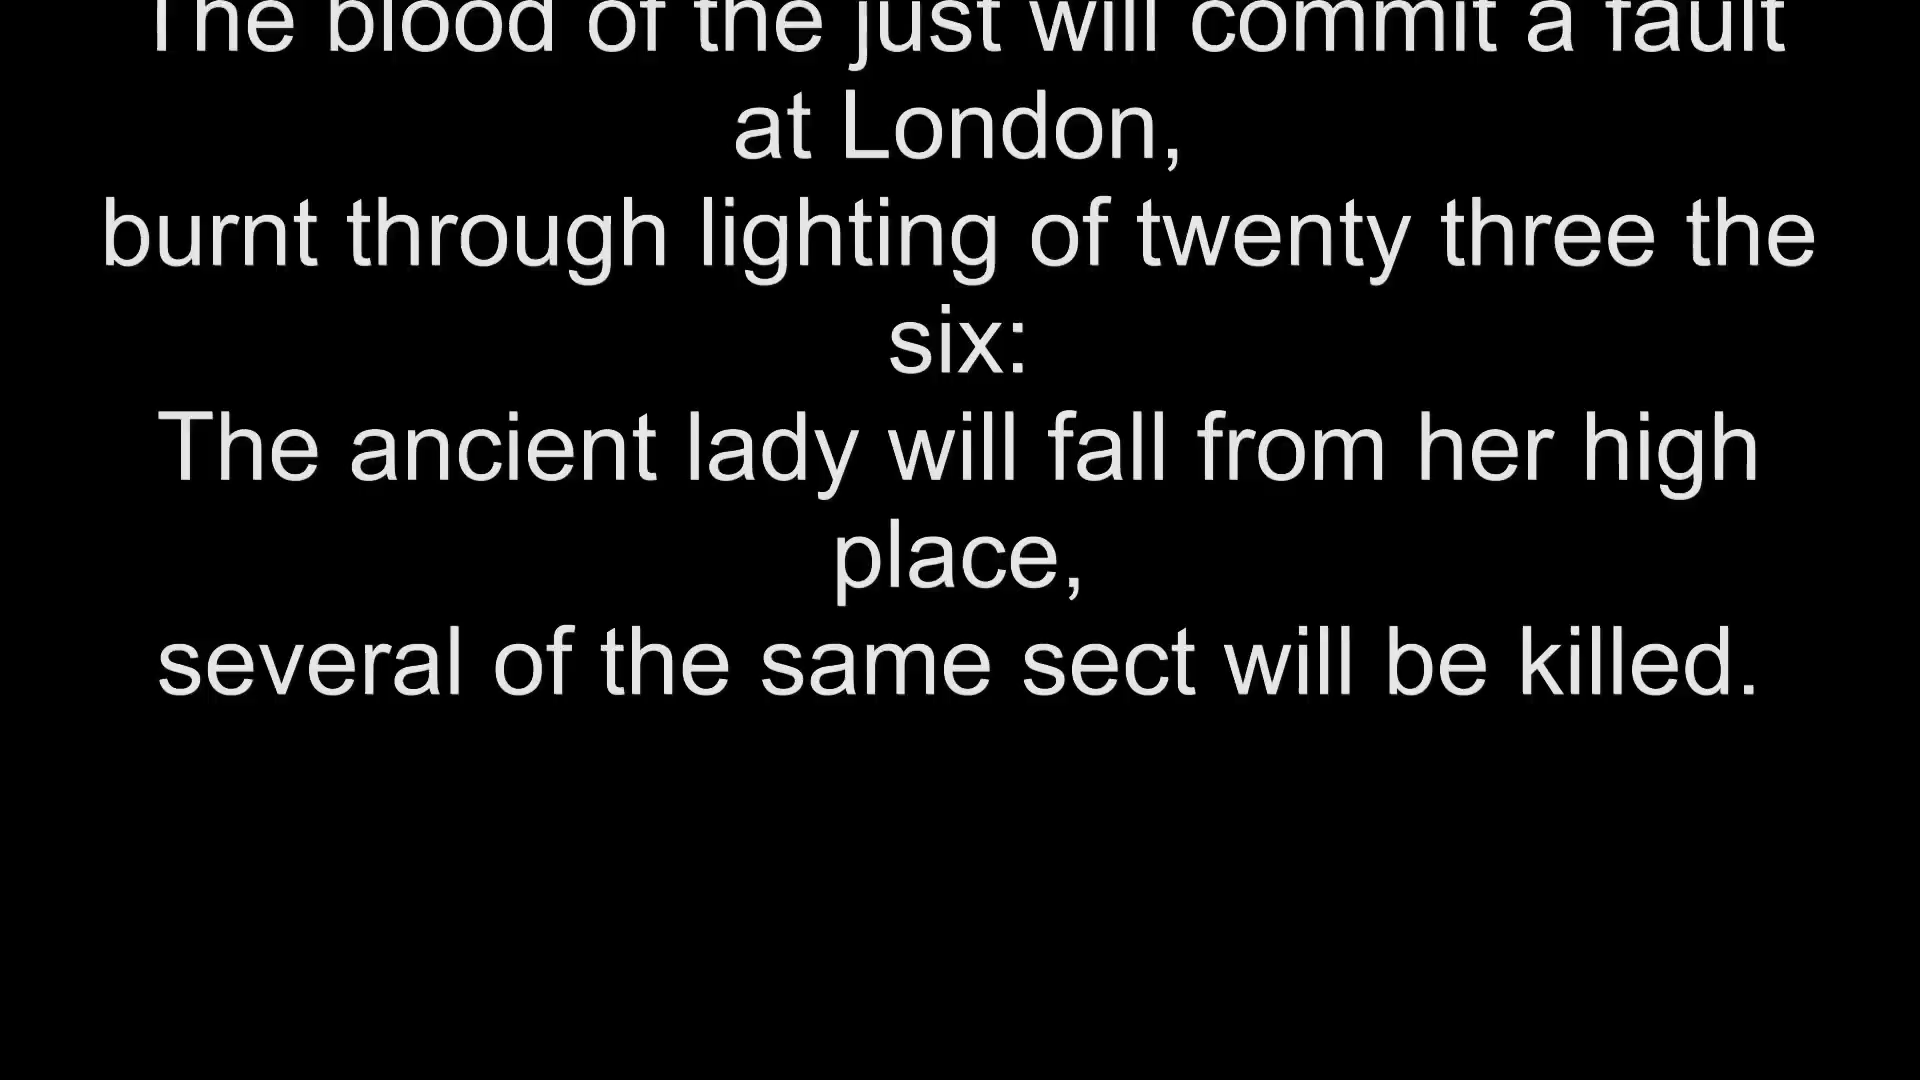 The blood of the just will commit a fault
at London,
burnt through lighting of twenty three the
six:
The ancient lady will fall from her high
place,
several of the same sect will be killed.